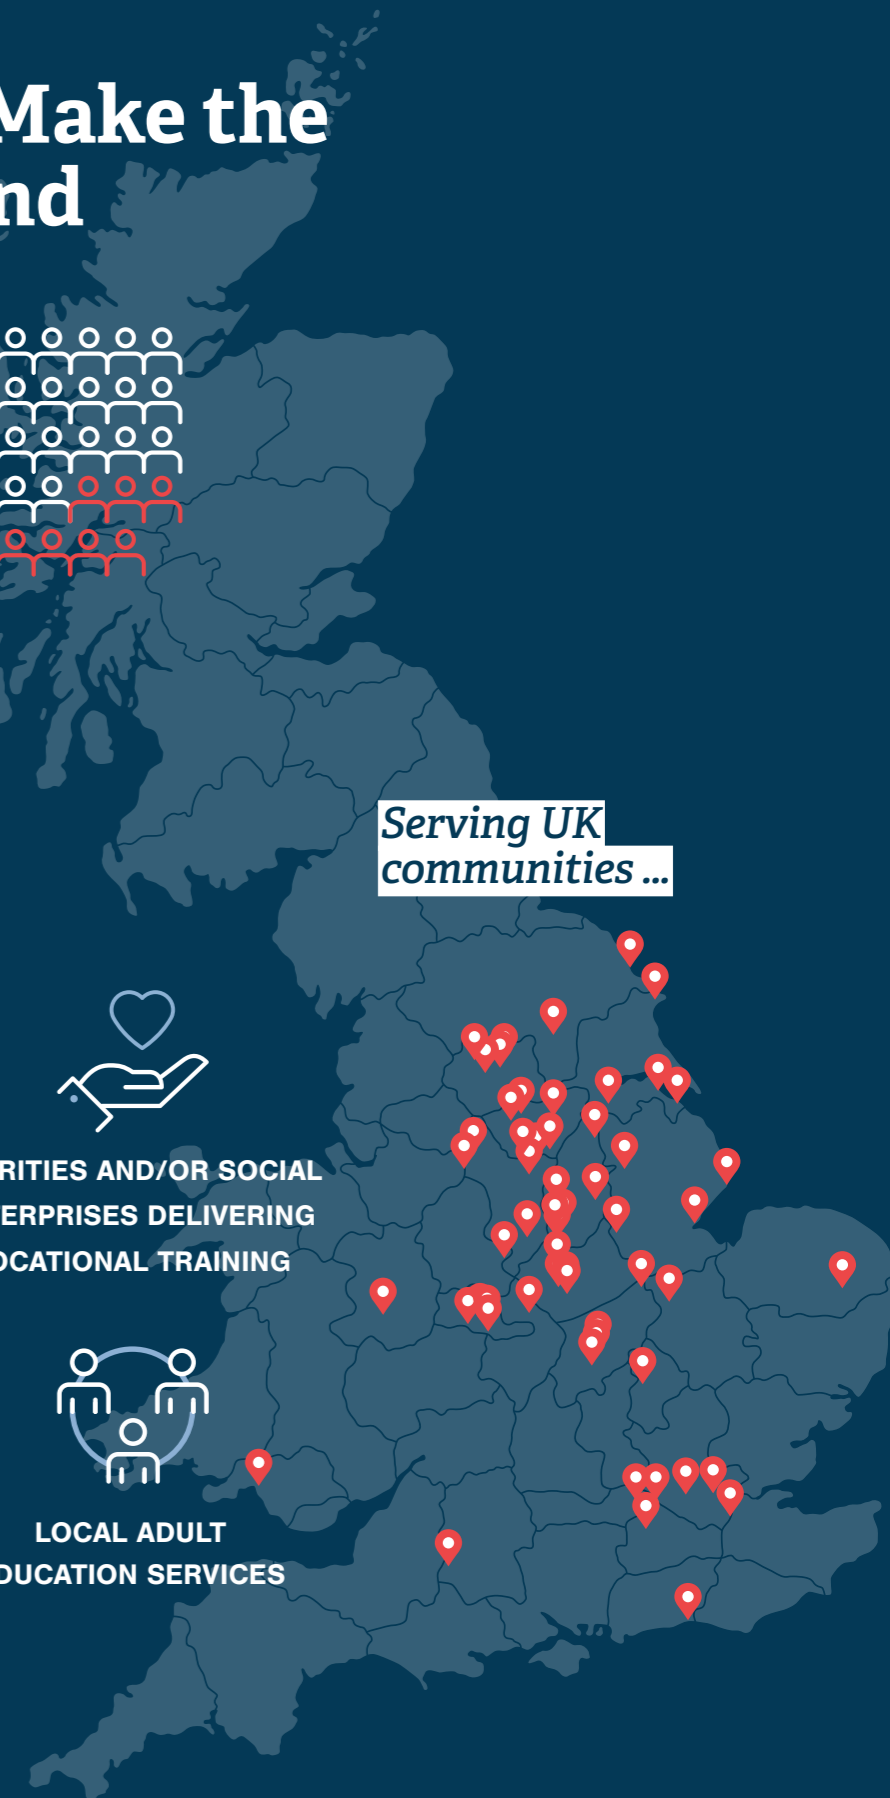 Make the
nd
Serving UK
communities ...
RITIES AND/OR SOCIAL
ERPRISES DELIVERING
OCATIONAL TRAINING
LOCAL ADULT
DUCATION SERVICES